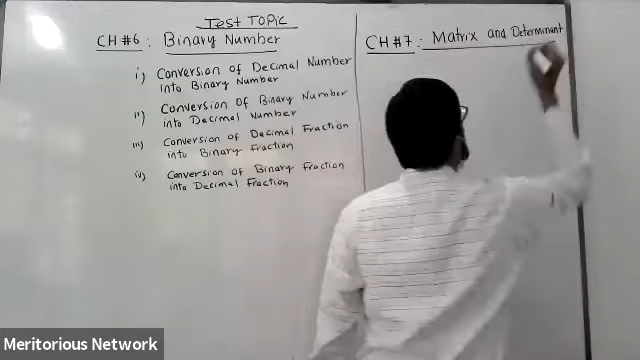 Test Topic
CH # 6 : Binary Number
i) Conversion of Decimal Number
into Binary Number
ii) Conversion of Binary Number
into Decimal Number
iii) Conversion of Decimal Fraction
into Binary Fraction
iv) Conversion of Binary Fraction
into Decimal Fraction
CH # 7 : Matrix and Determinant
Meritorious Network